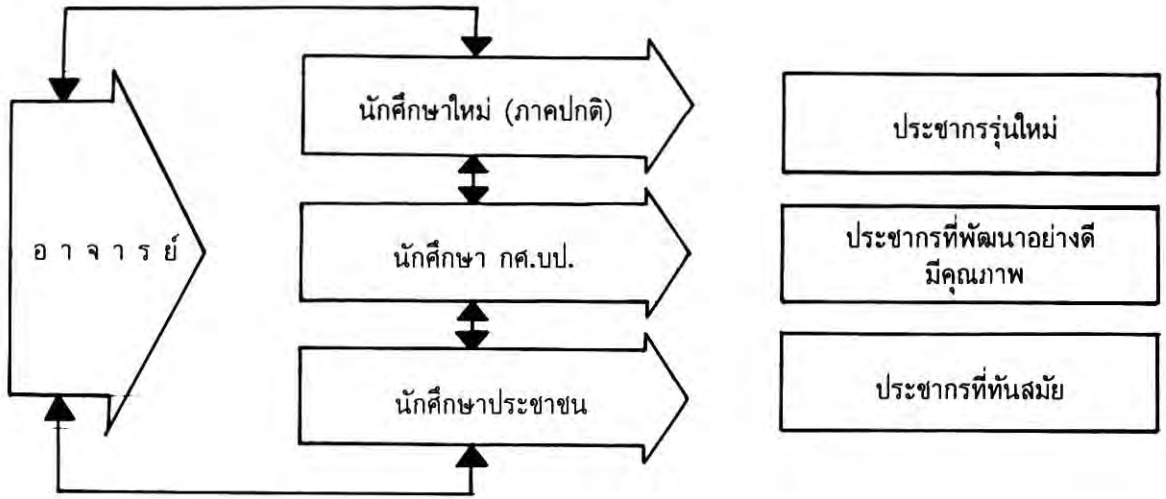 นักศึกษาใหม่ (ภาคปกติ)
ประชากรรุ่นใหม่
อ า จ า ร ย์
นักศึกษา กศ.บป.
ประชากรที่พัฒนาอย่างดี
มีคุณภาพ
นักศึกษาประชาชน
ประชากรที่ทันสมัย